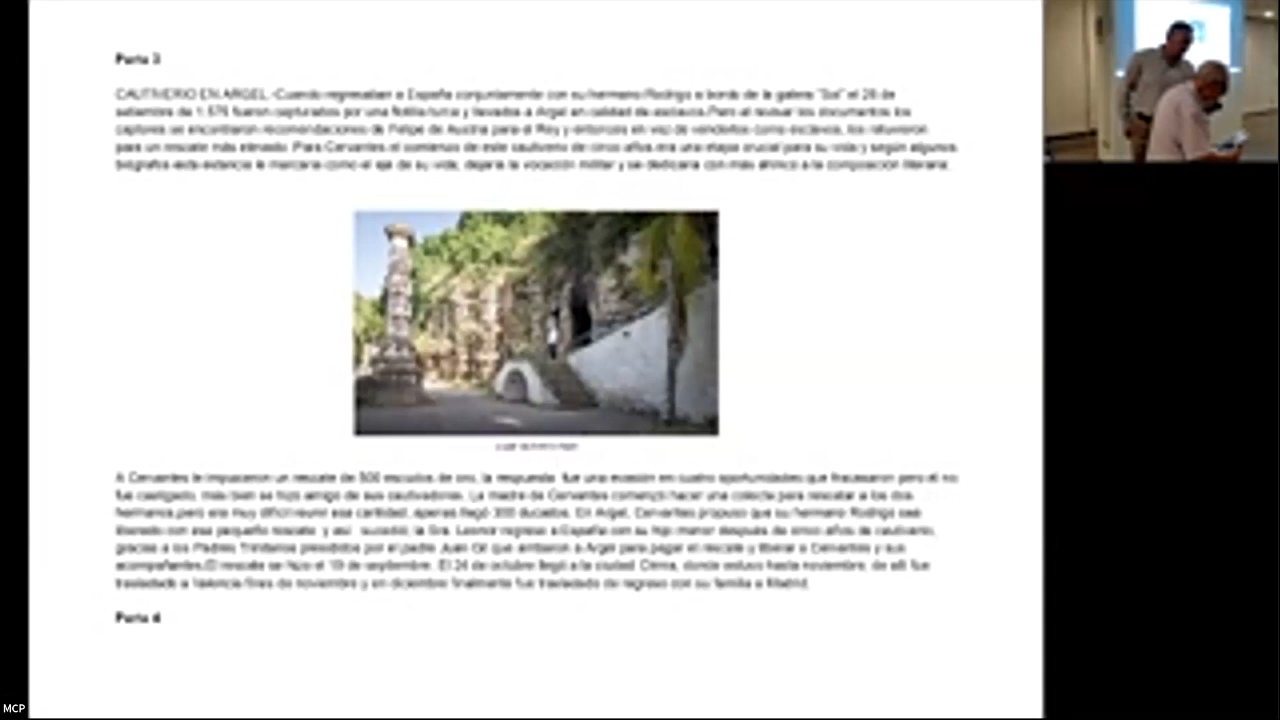 Parte 3
CAUTIVERIO EN ARGEL.-Cuando regresaban a España conjuntamente con su hermano Rodrigo a bordo de la galera "Sol" el 26 de
setiembre de 1.575 fueron capturados por una flotilla turca y llevados a Argel en calidad de esclavos.Pero al revisar los documentos los
captores se encontraron recomendaciones de Felipe de Austria para el Rey y entonces en vez de venderlos como esclavos, los retuvieron
para un rescate más elevado. Para Cervantes el comienzo de este cautiverio de cinco años era una etapa crucial para su vida y según algunos
biógrafos esta estancia le marcaría como el eje de su vida; dejaría la vocación militar y se dedicaría con más ahínco a la composición literaria.
A Cervantes le impusieron un rescate de 500 escudos de oro, la respuesta fue una evasión en cuatro oportunidades que fracasaron pero él no
fue castigado, más bien se hizo amigo de sus cautivadores. La madre de Cervantes comenzó hacer una colecta para rescatar a los dos
hermanos,pero era muy difícil reunir esa cantidad, apenas llegó 300 ducados. En Argel, Cervantes propuso que su hermano Rodrigo sea
liberado con ese pequeño rescate y así sucedió, la Sra. Leonor regreso a España con su hijo menor después de cinco años de cautiverio,
gracias a los Padres Trinitarios presididos por el padre Juan Gil que arribaron a Argel para pagar el rescate y liberar a Cervantes y sus
acompañantes.El rescate se hizo el 19 de septiembre. El 24 de octubre llegó a la ciudad Denia, donde estuvo hasta noviembre, de allí fue
trasladado a Valencia fines de noviembre y en diciembre finalmente fue trasladado de regreso con su familia a Madrid.
Parte 4
MCP